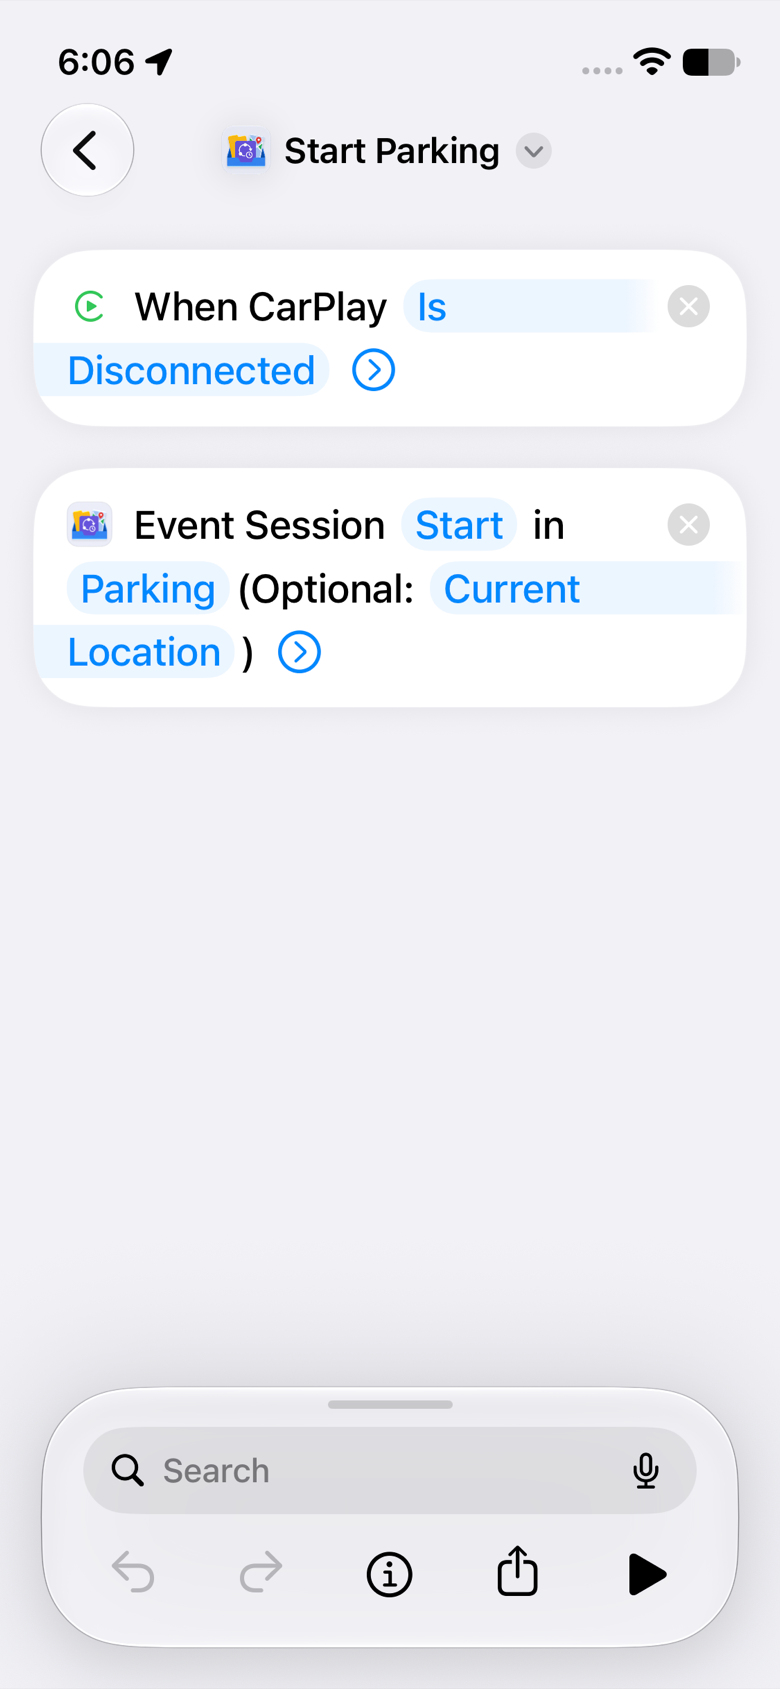 6:06
Start Parking
When CarPlay Is
Disconnected
Event Session Start in
Parking (Optional: Current
Location )
Search